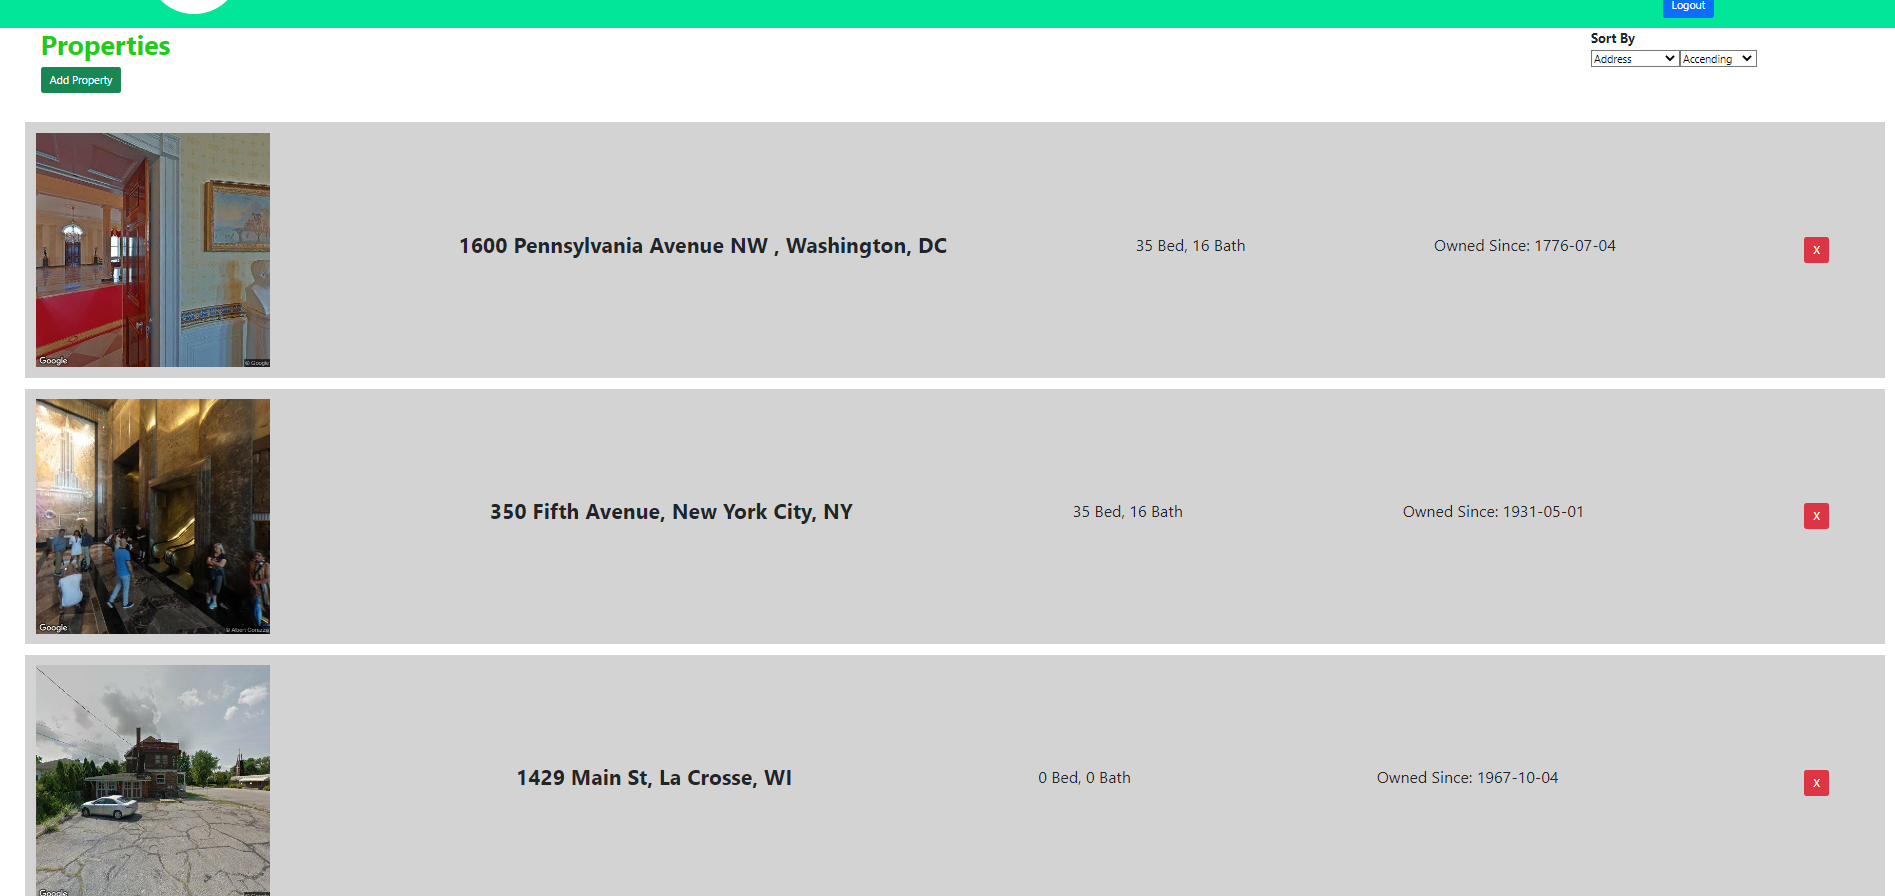 Logout
Properties
Sort By
Address Accending
Add Property
1600 Pennsylvania Avenue NW , Washington, DC 35 Bed, 16 Bath Owned Since: 1776-07-04 X
Google © Google
350 Fifth Avenue, New York City, NY 35 Bed, 16 Bath Owned Since: 1931-05-01 X
Google
1429 Main St, La Crosse, WI 0 Bed, 0 Bath Owned Since: 1967-10-04 X
Google